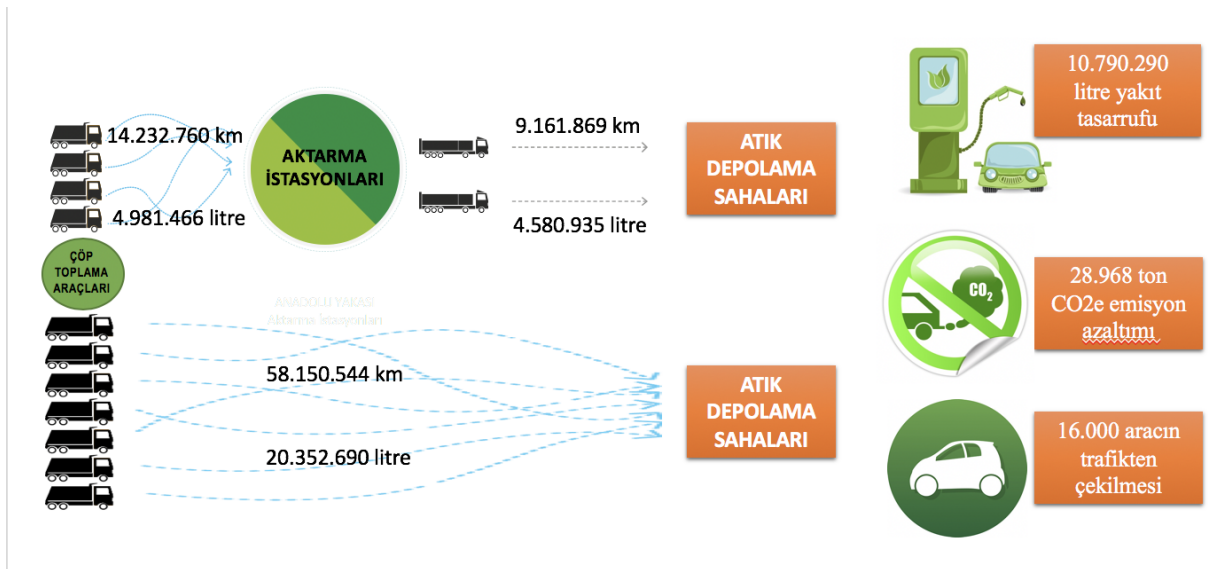 14.232.760 km
4.981.466 litre
AKTARMA
İSTASYONLARI
9.161.869 km
4.580.935 litre
ATIK
DEPOLAMA
SAHALARI
ÇÖP
TOPLAMA
ARAÇLARI
ANADOLU YAKASI
Aktarma İstasyonları
58.150.544 km
20.352.690 litre
ATIK
DEPOLAMA
SAHALARI
10.790.290
litre yakıt
tasarrufu
CO2
28.968 ton
CO2e emisyon
azaltımı
16.000 aracın
trafikten
çekilmesi